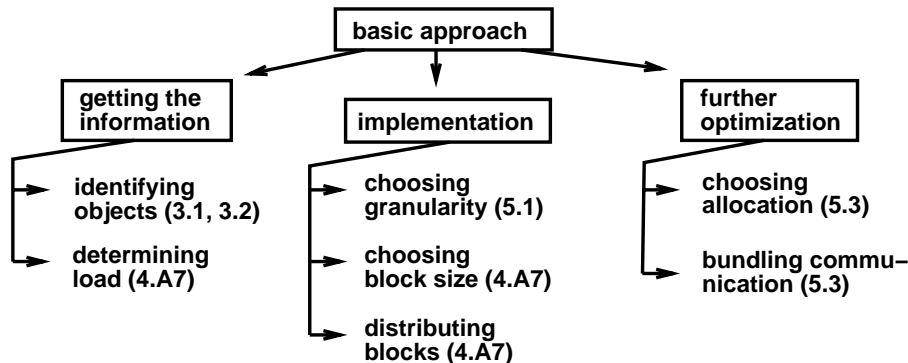 basic approach
getting the
information
identifying
objects (3.1, 3.2)
determining
load (4.A7)
implementation
choosing
granularity (5.1)
choosing
block size (4.A7)
distributing
blocks (4.A7)
further
optimization
choosing
allocation (5.3)
bundling commu−
nication (5.3)